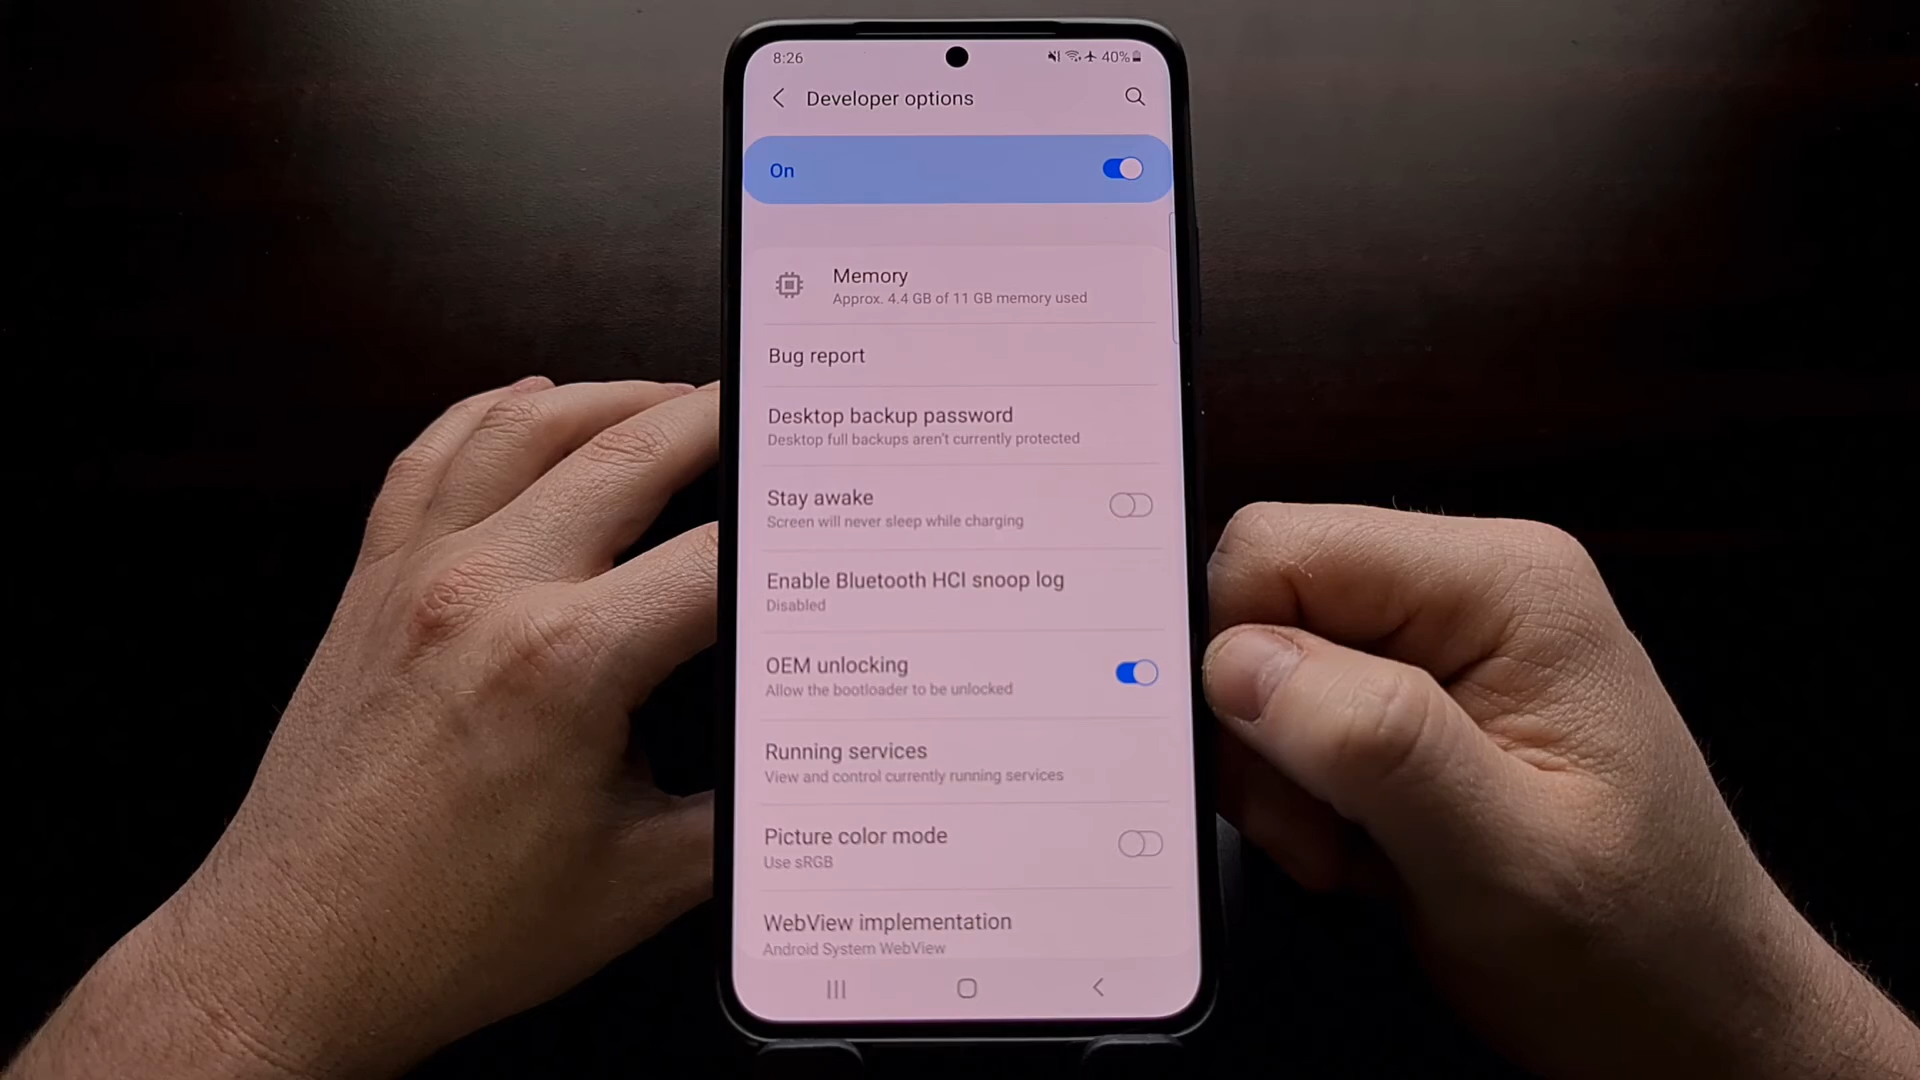 8:26
40%
Developer options
On
Memory
Approx. 4.4 GB of 11 GB memory used
Bug report
Desktop backup password
Desktop full backups aren't currently protected
Stay awake
Screen will never sleep while charging
Enable Bluetooth HCI snoop log
Disabled
OEM unlocking
Allow the bootloader to be unlocked
Running services
View and control currently running services
Picture color mode
Use sRGB
WebView implementation
Android System WebView